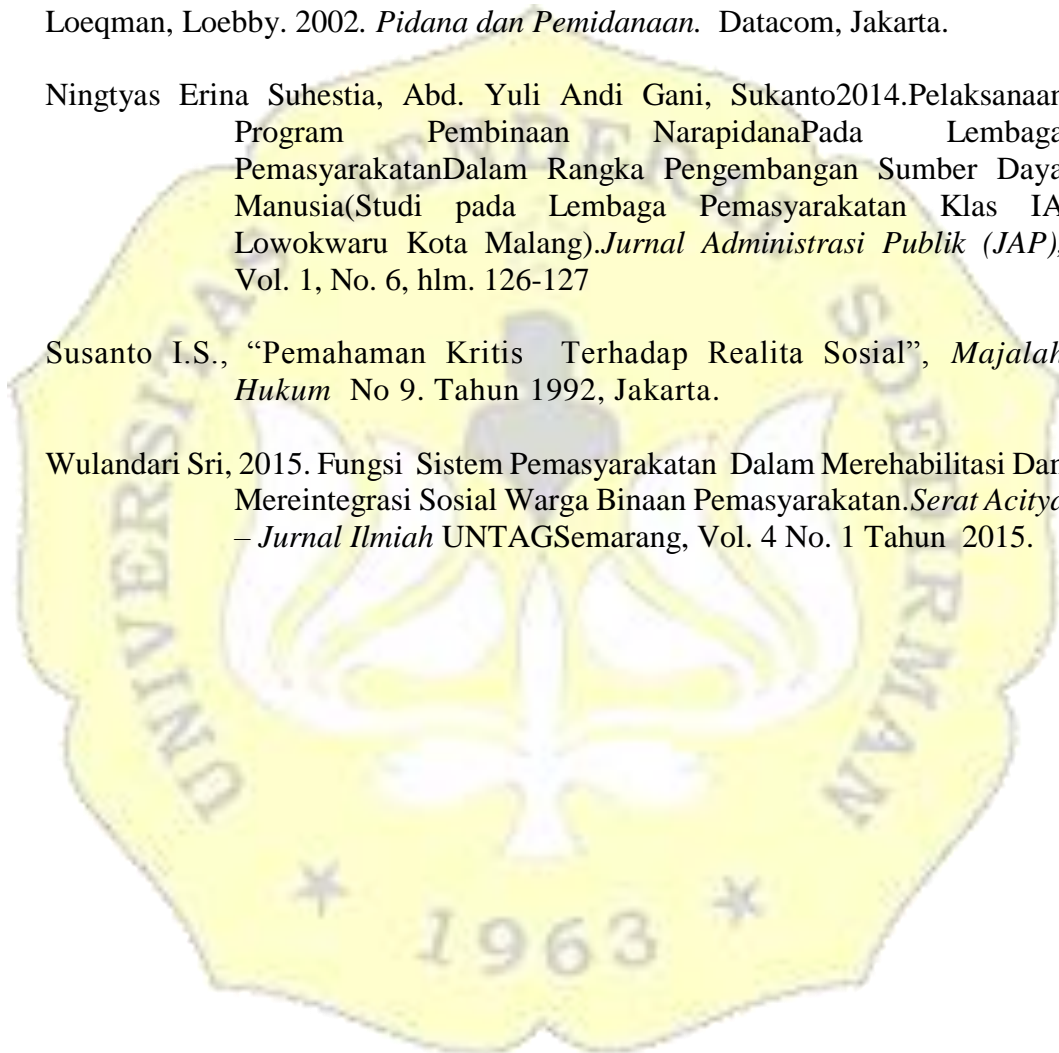 Loeqman, Loebby. 2002. Pidana dan Pemidanaan. Datacom, Jakarta.
Ningtyas Erina Suhestia, Abd. Yuli Andi Gani, Sukanto2014.Pelaksanaan
Program Pembinaan NarapidanaPada Lembaga
PemasyarakatanDalam Rangka Pengembangan Sumber Daya
Manusia(Studi pada Lembaga Pemasyarakatan Klas IA
Lowokwaru Kota Malang).Jurnal Administrasi Publik (JAP),
Vol. 1, No. 6, hlm. 126-127
Susanto I.S., “Pemahaman Kritis Terhadap Realita Sosial”, Majalah
Hukum No 9. Tahun 1992, Jakarta.
Wulandari Sri, 2015. Fungsi Sistem Pemasyarakatan Dalam Merehabilitasi Dan
Mereintegrasi Sosial Warga Binaan Pemasyarakatan.Serat Acitya
– Jurnal Ilmiah UNTAGSemarang, Vol. 4 No. 1 Tahun 2015.
UNIVERSITAS JENDERAL SOEDIRMAN
1963